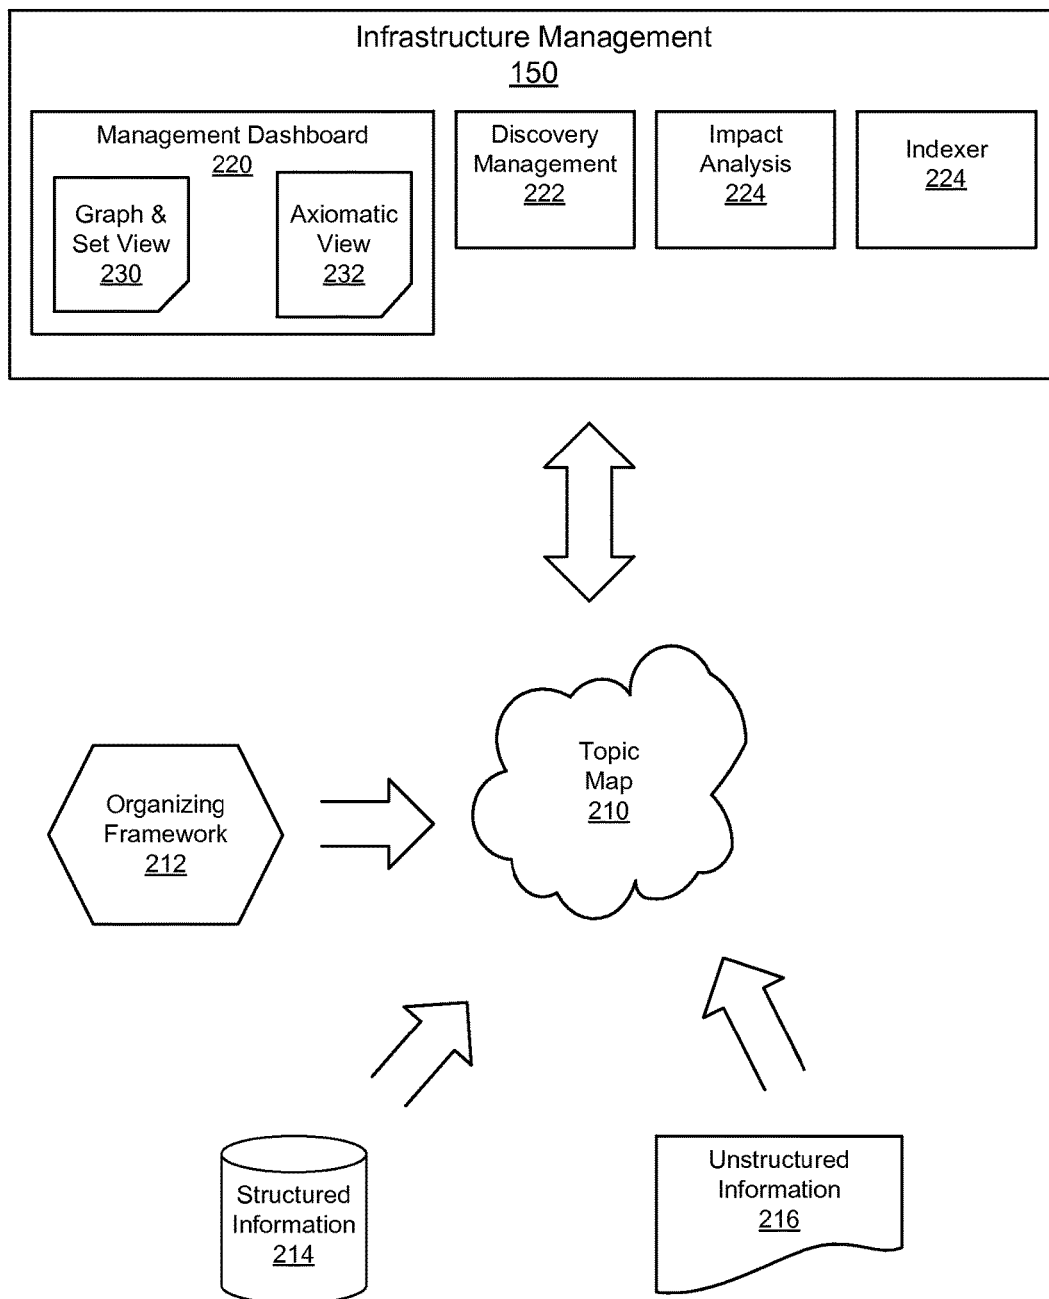 Infrastructure Management
150
Management Dashboard
220
Graph &
Set View
230
Axiomatic
View
232
Discovery
Management
222
Impact
Analysis
224
Indexer
224
Topic
Map
210
Organizing
Framework
212
Structured
Information
214
Unstructured
Information
216